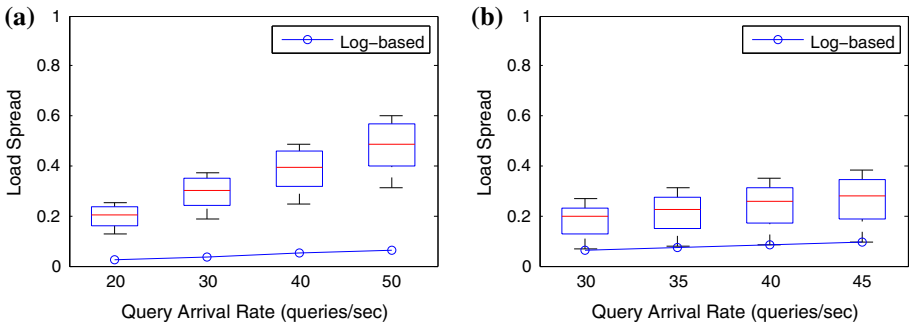 (a)
1
0.8
0.6
0.4
0.2
0
Load Spread
Log-based
20 30 40 50
Query Arrival Rate (queries/sec)
(b)
1
0.8
0.6
0.4
0.2
0
Load Spread
Log-based
30 35 40 45
Query Arrival Rate (queries/sec)